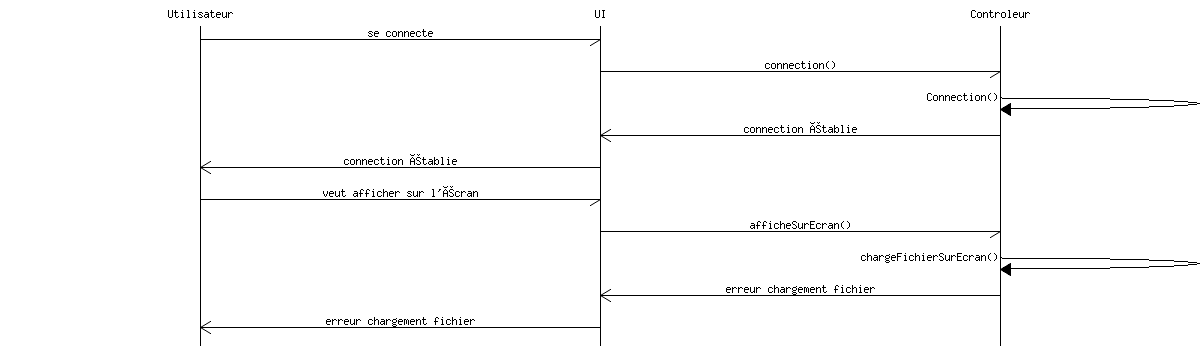 Utilisateur UI Controleur
se connecte
connection()
Connection()
connection Ãštablie
connection Ãštablie
veut afficher sur l'Ãšcran
afficheSurEcran()
chargeFichierSurEcran()
erreur chargement fichier
erreur chargement fichier